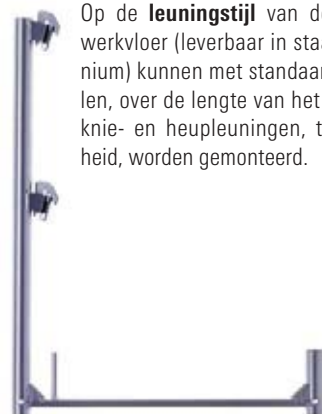 Op de leuningstijl van d
werkvloer (leverbaar in staa
nium) kunnen met standaar
len, over de lengte van het
knie- en heupleuningen, t
heid, worden gemonteerd.